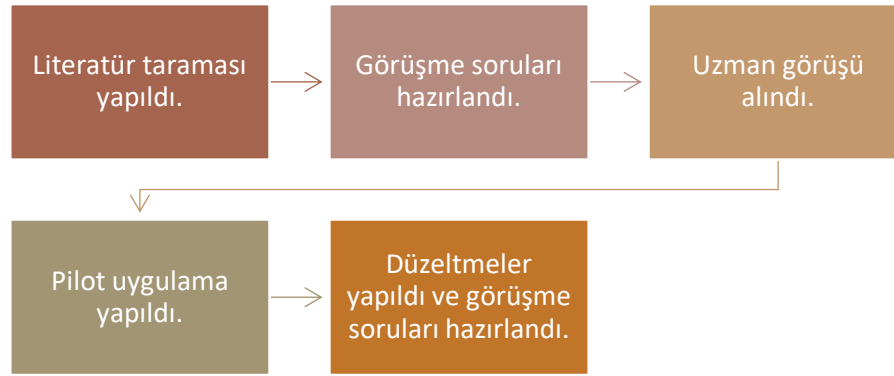 Literatür taraması
yapıldı.
Görüşme soruları
hazırlandı.
Uzman görüşü
alındı.
Pilot uygulama
yapıldı.
Düzeltmeler
yapıldı ve görüşme
soruları hazırlandı.